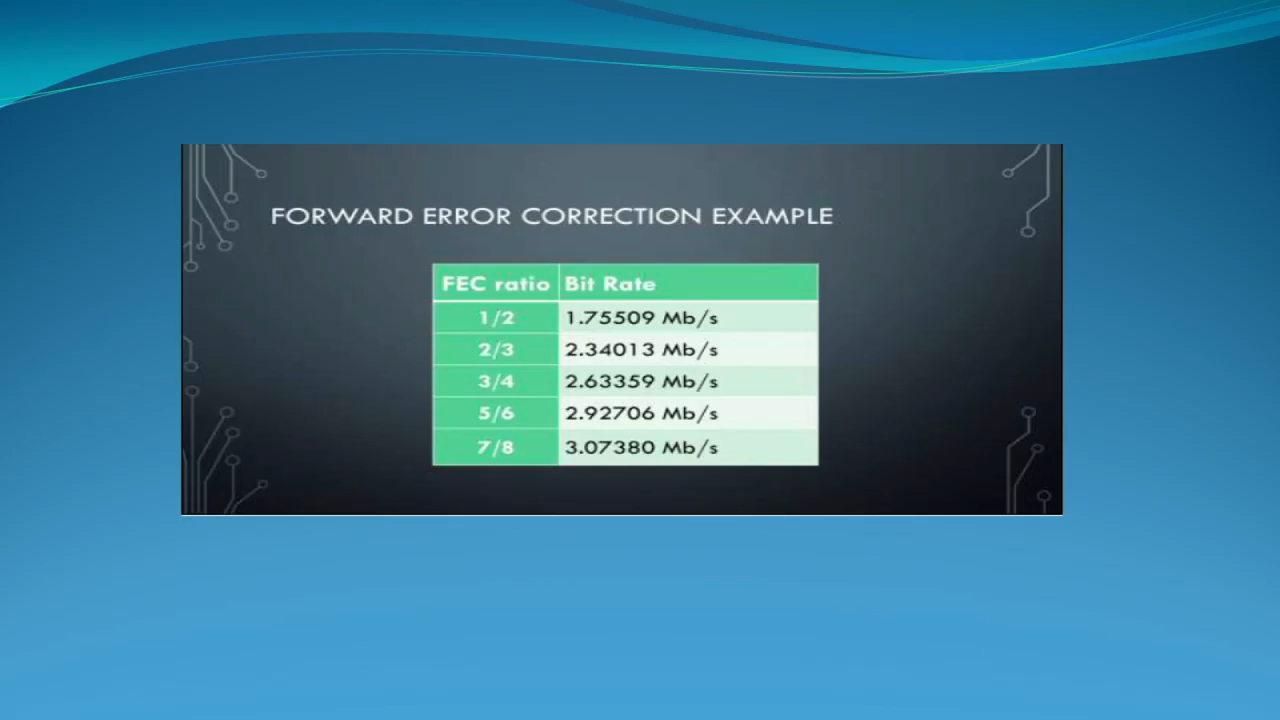 FORWARD ERROR CORRECTION EXAMPLE
FEC ratio Bit Rate
1/2 1.75509 Mb/s
2/3 2.34013 Mb/s
3/4 2.63359 Mb/s
5/6 2.92706 Mb/s
7/8 3.07380 Mb/s